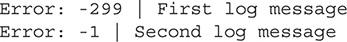 Error: -299 | First log message
Error: -1 | Second log message